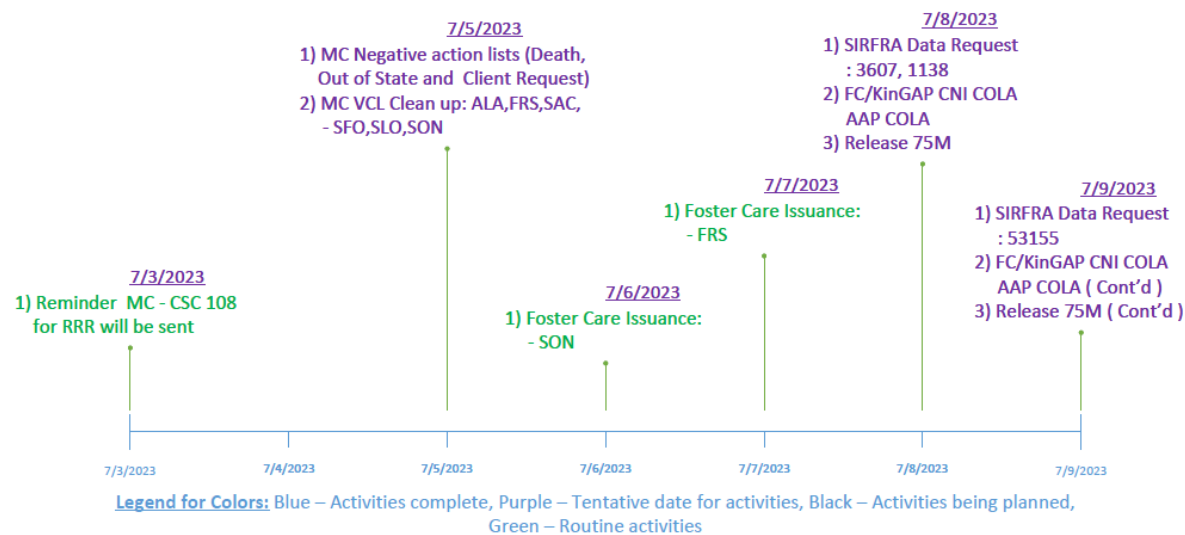 7/3/2023
1) Reminder  MC - CSC 108
for RRR will be sent
7/5/2023
1) MC Negative action lists (Death,
Out of State and  Client Request)
2) MC VCL Clean up: ALA,FRS,SAC,
- SFO,SLO,SON
7/6/2023
1) Foster Care Issuance:
- SON
7/7/2023
1) Foster Care Issuance:
- FRS
7/8/2023
1) SIRFRA Data Request
: 3607, 1138
2) FC/KinGAP CNI COLA
AAP COLA
3) Release 75M
7/9/2023
1) SIRFRA Data Request
: 53155
2) FC/KinGAP CNI COLA
AAP COLA ( Cont’d )
3) Release 75M ( Cont’d )
7/3/2023 7/4/2023 7/5/2023 7/6/2023 7/7/2023 7/8/2023 7/9/2023
Legend for Colors: Blue – Activities complete, Purple – Tentative date for activities, Black – Activities being planned,
Green – Routine activities